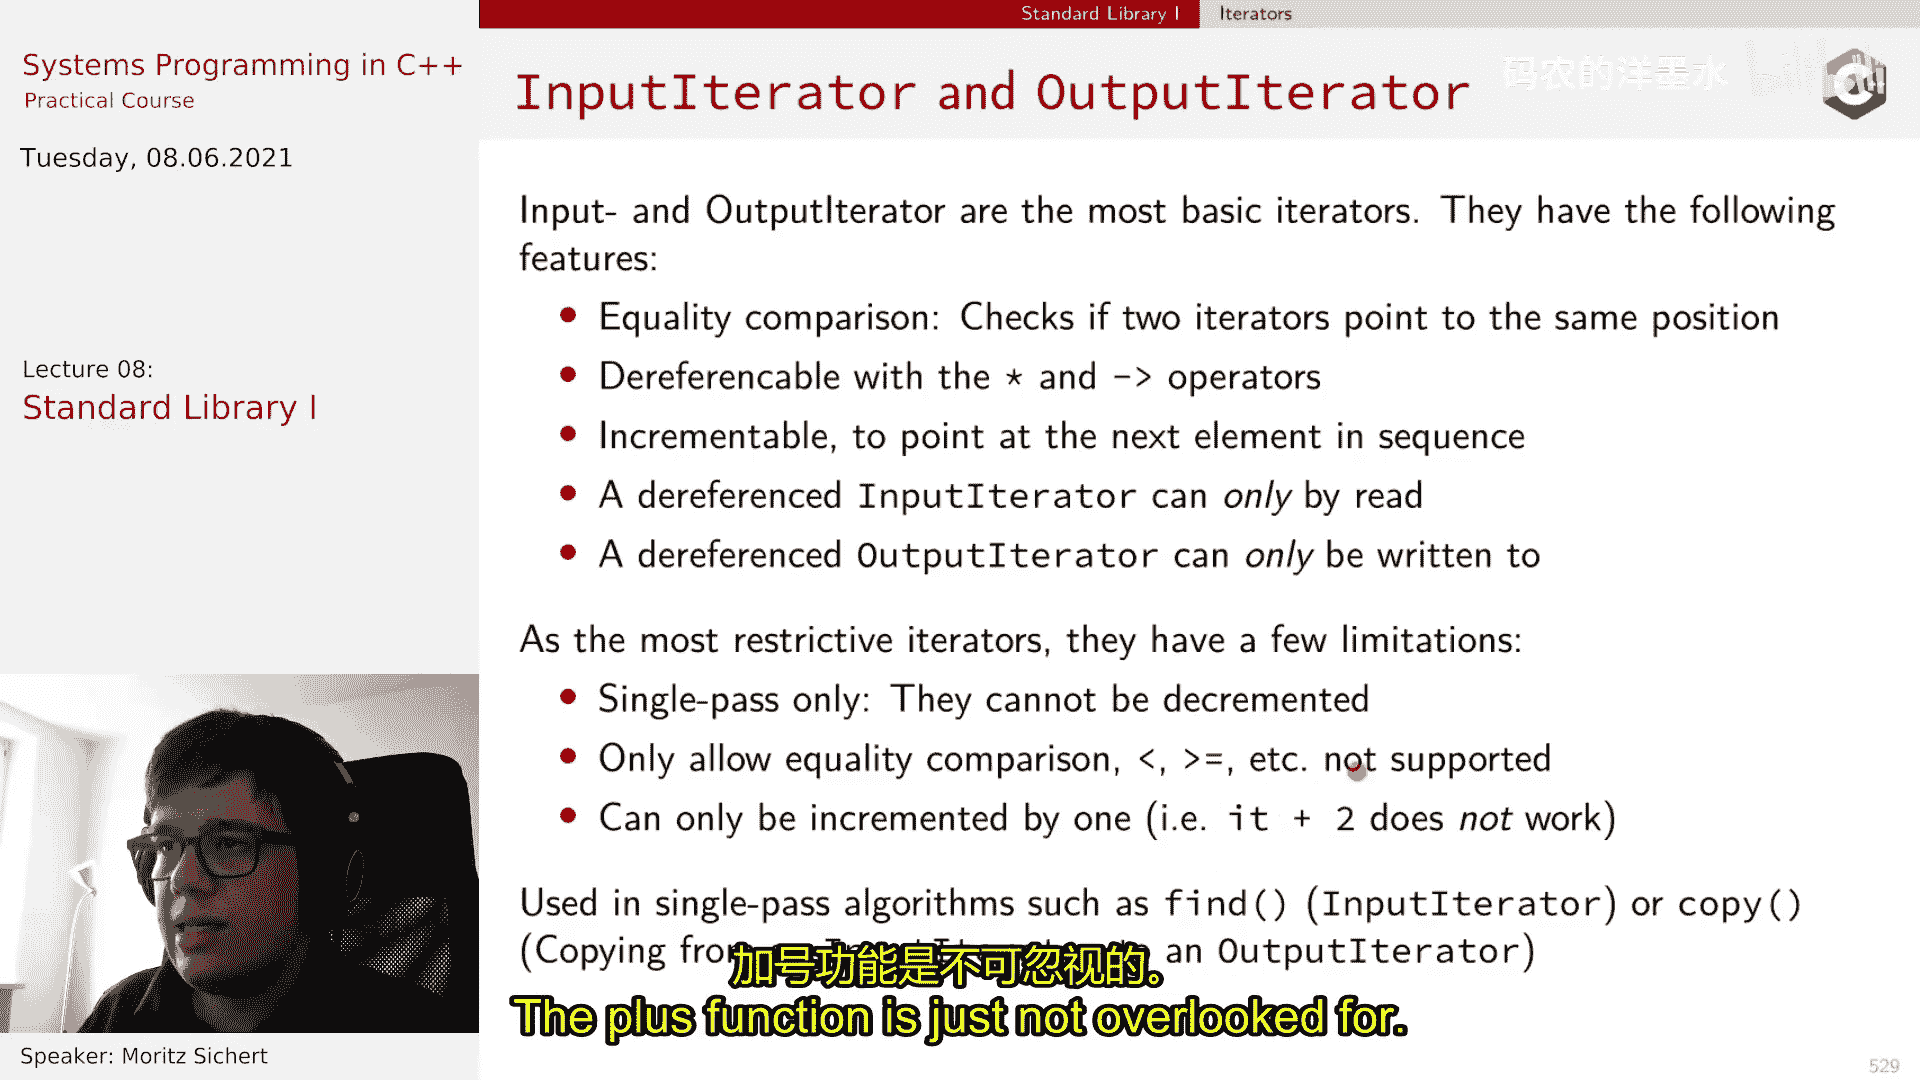 Standard Library I Iterators
Systems Programming in C++
Practical Course
Tuesday, 08.06.2021
Lecture 08:
Standard Library I
Speaker: Moritz Sichert
InputIterator and OutputIterator
码农的洋墨水
Input- and OutputIterator are the most basic iterators. They have the following
features:
• Equality comparison: Checks if two iterators point to the same position
• Dereferencable with the * and -> operators
• Incrementable, to point at the next element in sequence
• A dereferenced InputIterator can only by read
• A dereferenced OutputIterator can only be written to
As the most restrictive iterators, they have a few limitations:
• Single-pass only: They cannot be decremented
• Only allow equality comparison, <, >=, etc. not supported
• Can only be incremented by one (i.e. it + 2 does not work)
Used in single-pass algorithms such as find() (InputIterator) or copy()
(Copying an OutputIterator)
加号功能是不可忽视的。
The plus function is just not overlooked for.
529